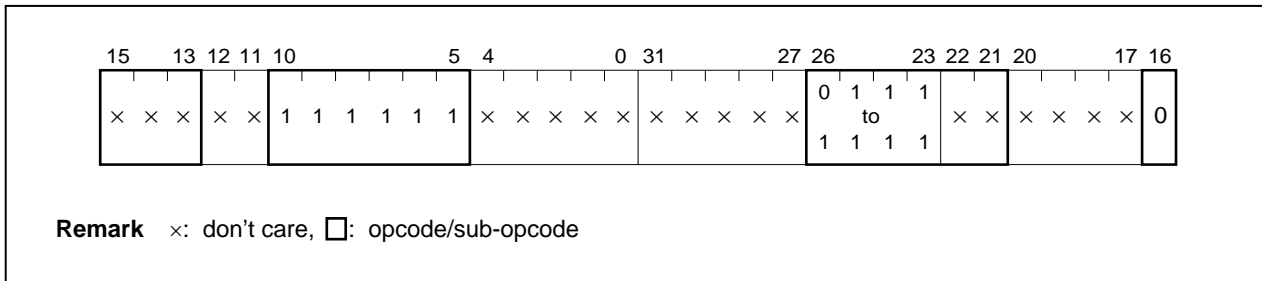 15 13 12 11 10 5 4 0 31 27 26 23 22 21 20 17 16
0 1 1 1
× × × × × 1 1 1 1 1 1 × × × × × × × × × × to × × × × × × 0
1 1 1 1
Remark ×: don't care, □: opcode/sub-opcode